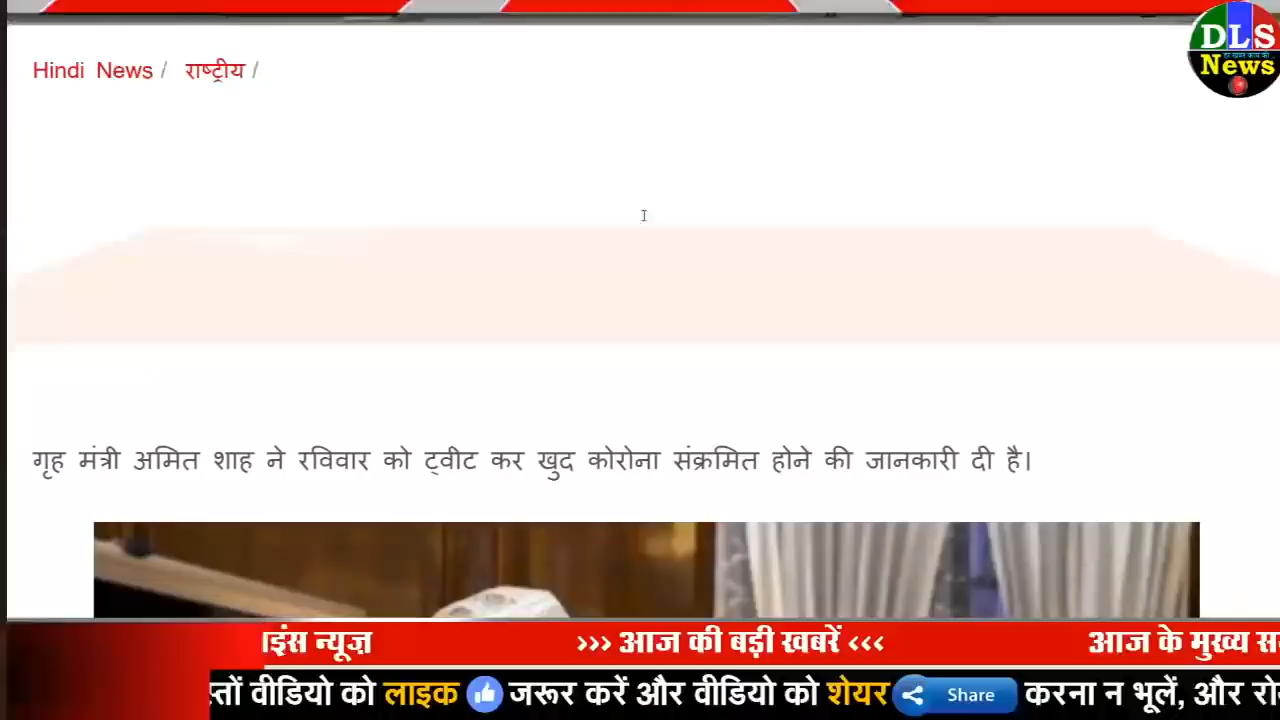 Hindi News / राष्ट्रीय /
DLS
News
गृह मंत्री अमित शाह ने रविवार को ट्वीट कर खुद कोरोना संक्रमित होने की जानकारी दी है।
इंस न्यूज़ >>> आज की बड़ी खबरें <<< आज के मुख्य
स्तों वीडियो को लाइक जरूर करें और वीडियो को शेयर Share करना न भूलें, और